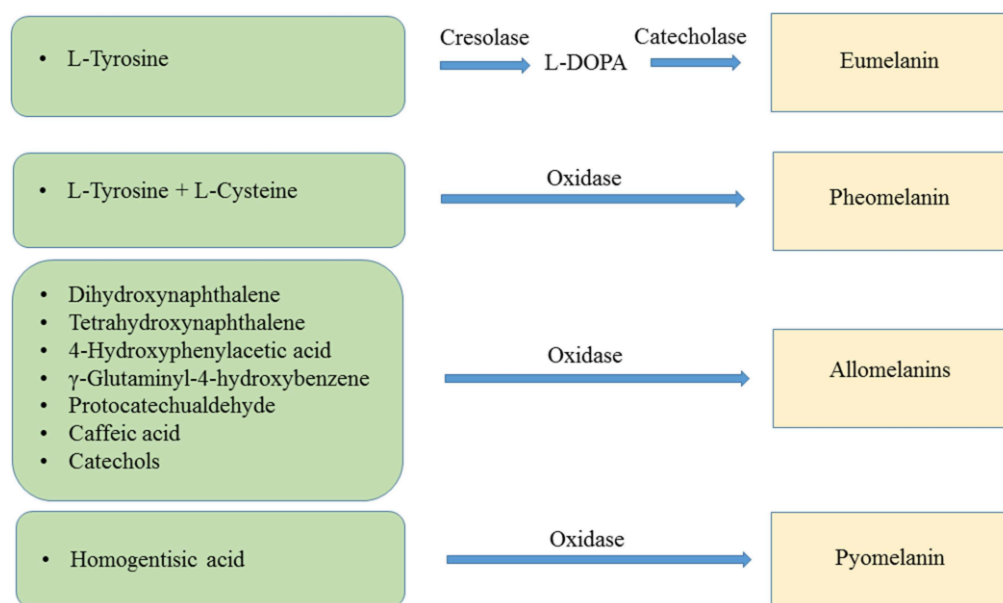 • L-Tyrosine
Cresolase
L-DOPA
Catecholase
Eumelanin
• L-Tyrosine + L-Cysteine
Oxidase
Pheomelanin
• Dihydroxynaphthalene
• Tetrahydroxynaphthalene
• 4-Hydroxyphenylacetic acid
• γ-Glutaminyl-4-hydroxybenzene
• Protocatechualdehyde
• Caffeic acid
• Catechols
Oxidase
Allomelanins
• Homogentisic acid
Oxidase
Pyomelanin